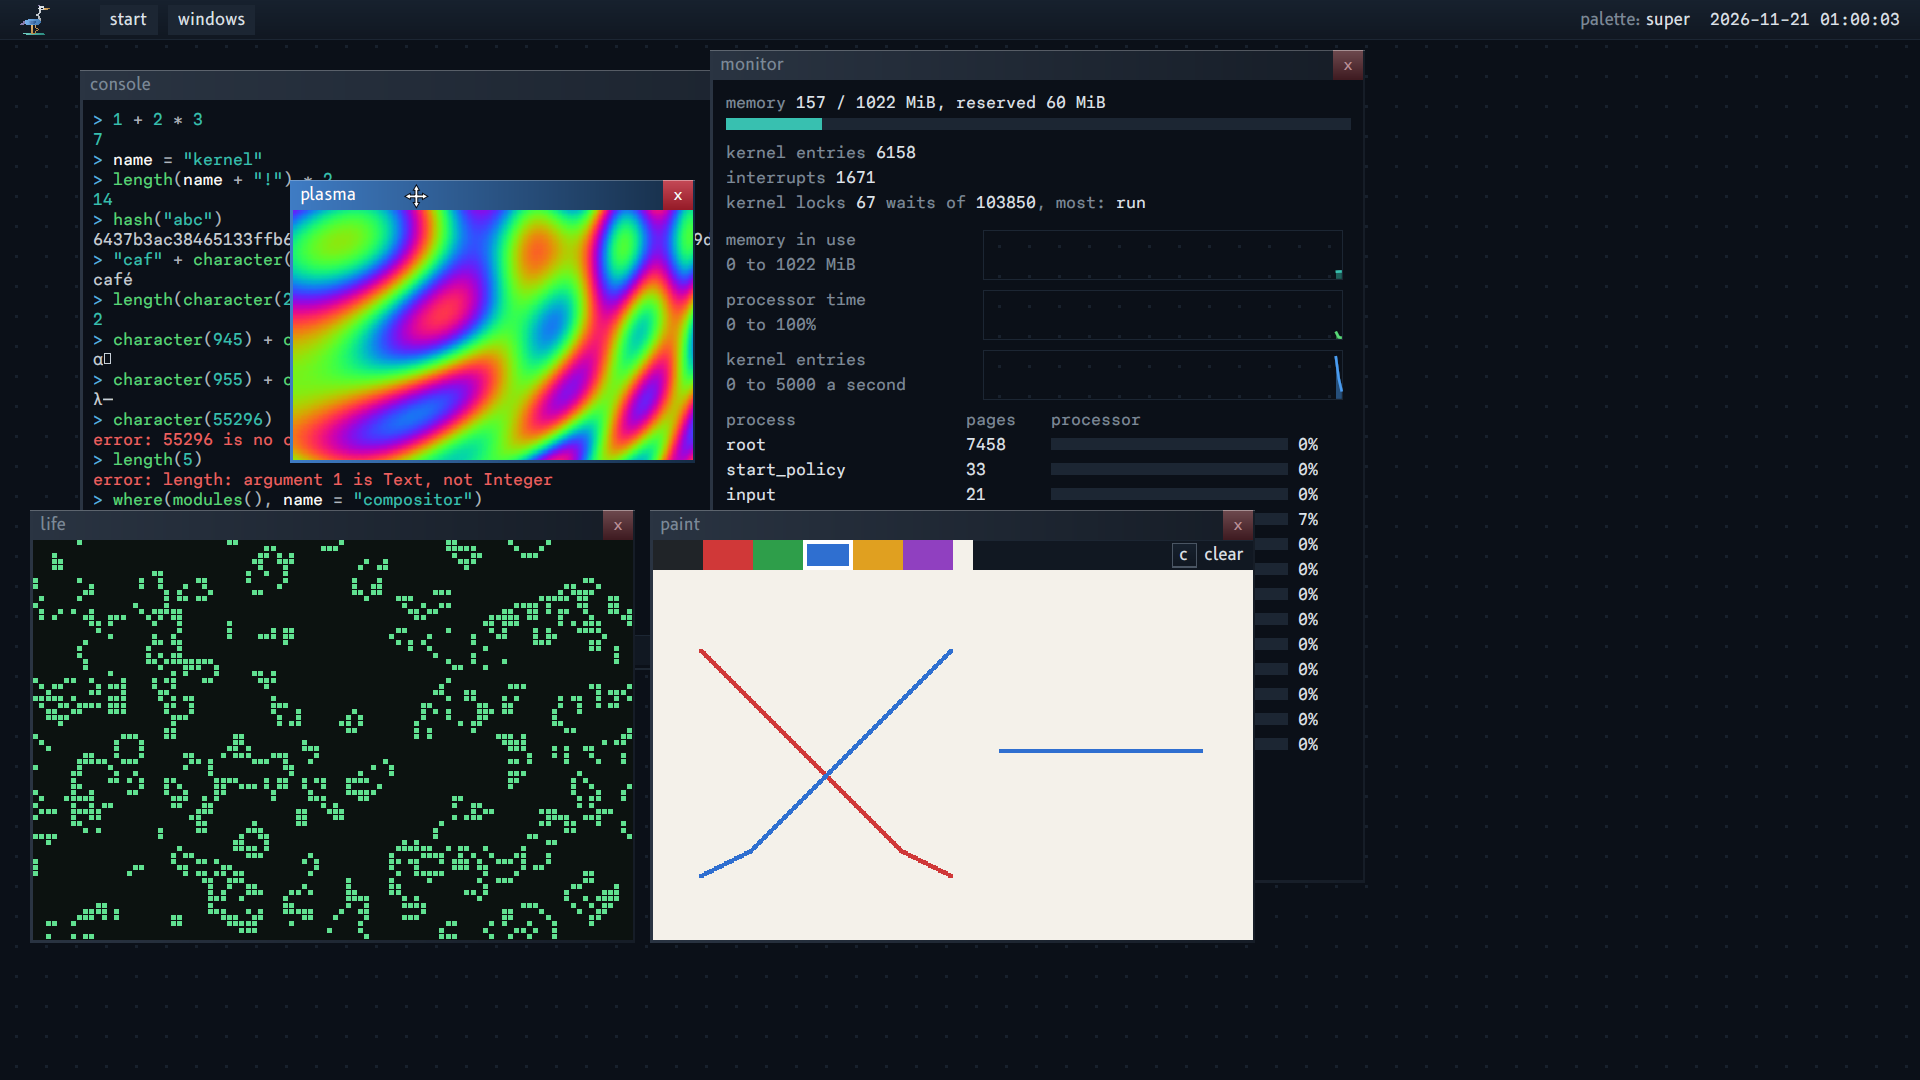 start windows palette: super 2026-11-21 01:00:03
console
> 1 + 2 * 3
7
> name = "kernel"
> length(name + "!") * 2
14
> hash("abc")
6437b3ac38465133ffb6
> "caf" + character(
café
> length(character(2
2
> character(945) + c
α
> character(955) + c
λ—
> character(55296)
error: 55296 is no c
> length(5)
error: length: argument 1 is Text, not Integer
> where(modules(), name = "compositor")
plasma x
monitor x
memory 157 / 1022 MiB, reserved 60 MiB
kernel entries 6158
interrupts 1671
kernel locks 67 waits of 103850, most: run
memory in use
0 to 1022 MiB
processor time
0 to 100%
kernel entries
0 to 5000 a second
process pages processor
root 7458 0%
start_policy 33 0%
input 21 0%
7%
0%
0%
0%
0%
0%
0%
0%
0%
0%
life x
paint x
c clear